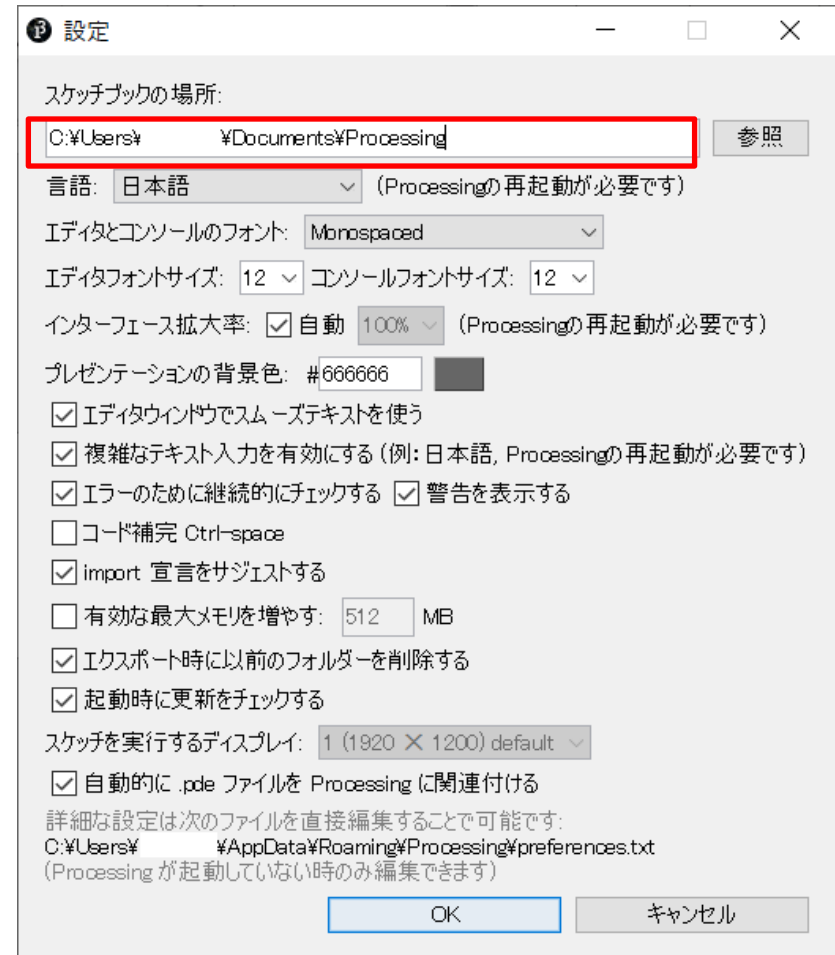 設定
スケッチブックの場所:
C:¥Users¥ ¥Documents¥Processing 参照
言語: 日本語 (Processingの再起動が必要です)
エディタとコンソールのフォント: Monospaced
エディタフォントサイズ: 12 コンソールフォントサイズ: 12
インターフェース拡大率: 自動 100% (Processingの再起動が必要です)
プレゼンテーションの背景色: #666666
エディタウィンドウでスムーズテキストを使う
複雑なテキスト入力を有効にする (例: 日本語, Processingの再起動が必要です)
エラーのために継続的にチェックする 警告を表示する
コード補完 Ctrl-space
import 宣言をサジェストする
有効な最大メモリを増やす: 512 MB
エクスポート時に以前のフォルダーを削除する
起動時に更新をチェックする
スケッチを実行するディスプレイ: 1 (1920 × 1200) default
自動的に .pde ファイルを Processing に関連付ける
詳細な設定は次のファイルを直接編集することで可能です:
C:¥Users¥ ¥AppData¥Roaming¥Processing¥preferences.txt
(Processing が起動していない時のみ編集できます)
OK キャンセル